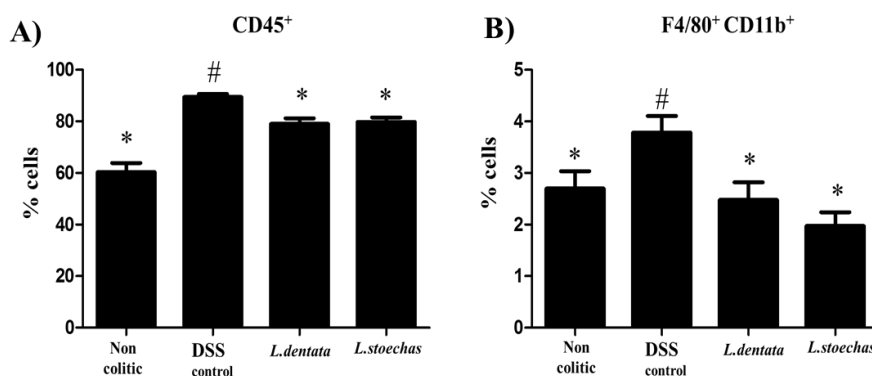 A)
CD45⁺
% cells
100
80
60
40
20
0
*
#
*
*
Non
colitic
DSS
control
L.dentata
L.stoechas
B)
F4/80⁺ CD11b⁺
% cells
5
4
3
2
1
0
*
#
*
*
Non
colitic
DSS
control
L.dentata
L.stoechas